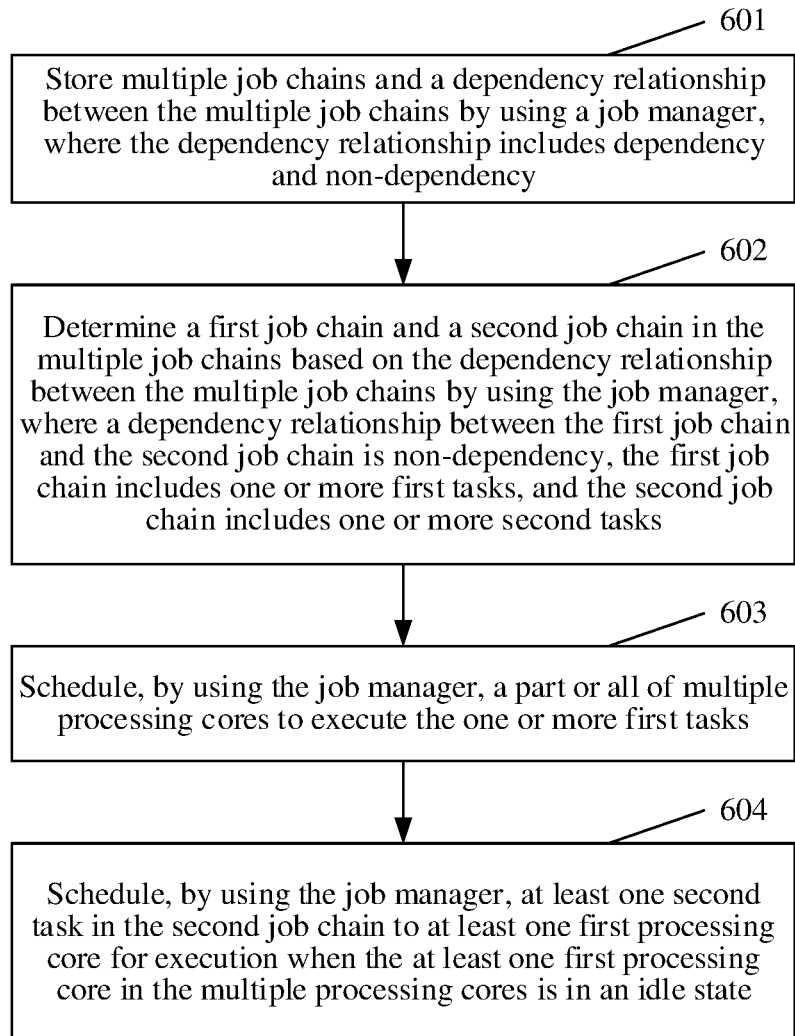 601
Store multiple job chains and a dependency relationship
between the multiple job chains by using a job manager,
where the dependency relationship includes dependency
and non-dependency
602
Determine a first job chain and a second job chain in the
multiple job chains based on the dependency relationship
between the multiple job chains by using the job manager,
where a dependency relationship between the first job chain
and the second job chain is non-dependency, the first job
chain includes one or more first tasks, and the second job
chain includes one or more second tasks
603
Schedule, by using the job manager, a part or all of multiple
processing cores to execute the one or more first tasks
604
Schedule, by using the job manager, at least one second
task in the second job chain to at least one first processing
core for execution when the at least one first processing
core in the multiple processing cores is in an idle state